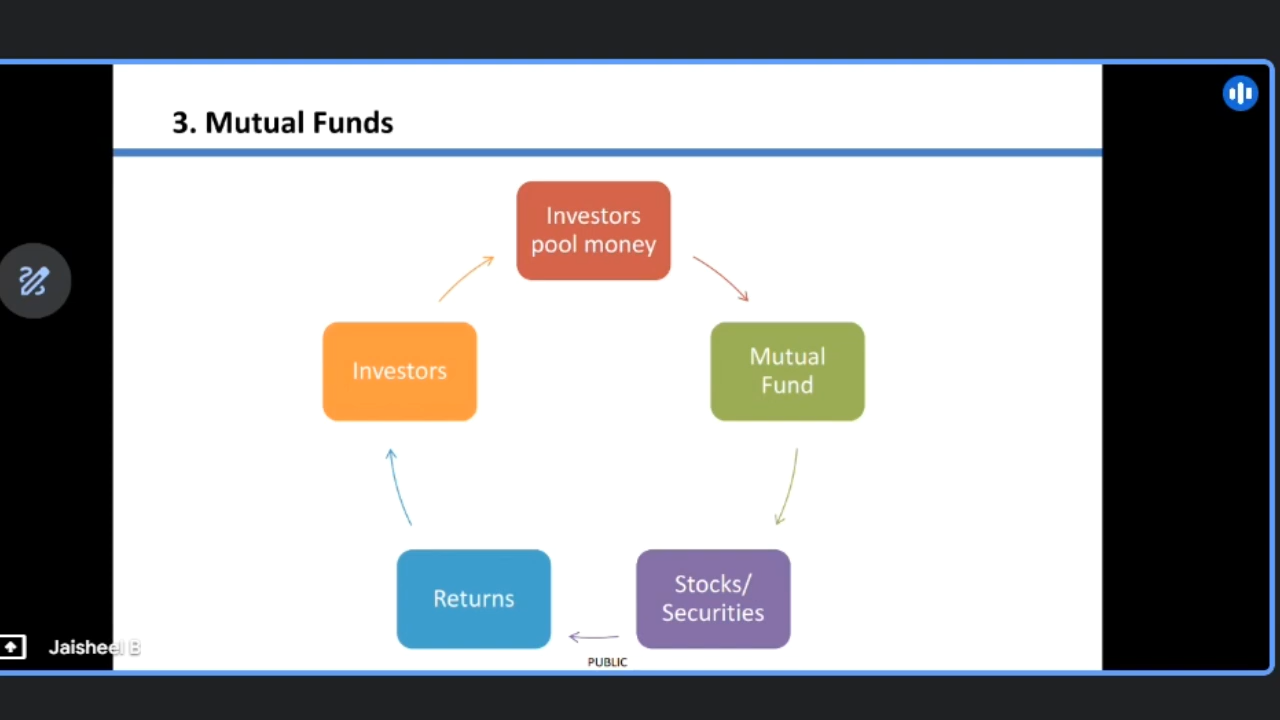 3. Mutual Funds
Investors
pool money
Mutual
Fund
Stocks/
Securities
Returns
Investors
PUBLIC
Jaisheel B